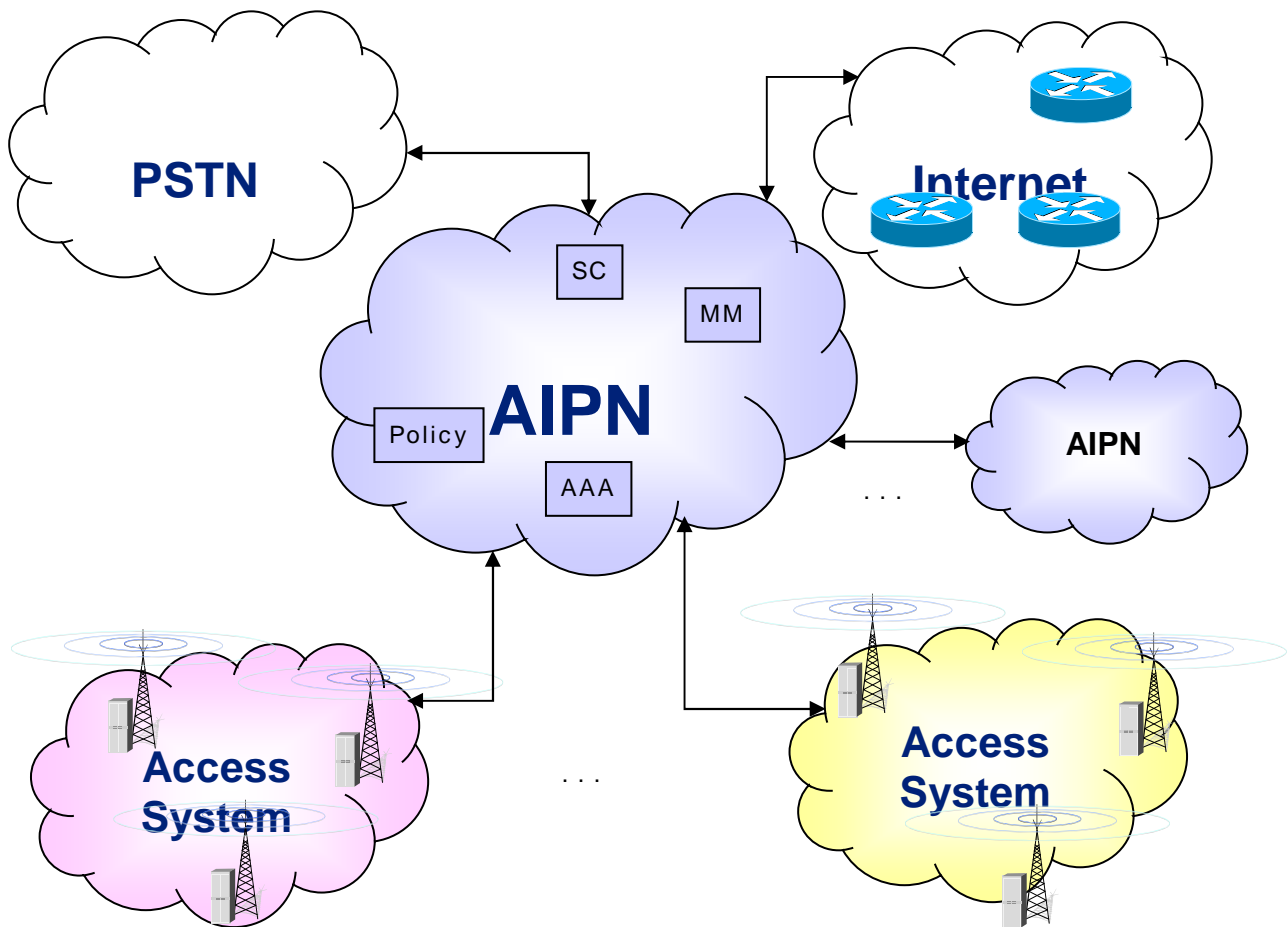 PSTN
Internet
SC
MM
AIPN
Policy
AAA
AIPN
. . .
Access
System
. . .
Access
System